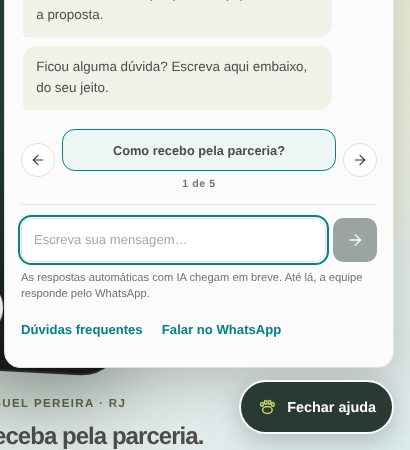 a proposta.
Ficou alguma dúvida? Escreva aqui embaixo,
do seu jeito.
Como recebo pela parceria?
1 de 5
Escreva sua mensagem…
As respostas automáticas com IA chegam em breve. Até lá, a equipe
responde pelo WhatsApp.
Dúvidas frequentes Falar no WhatsApp
Fechar ajuda
PEREIRA · RJ
pela parceria.